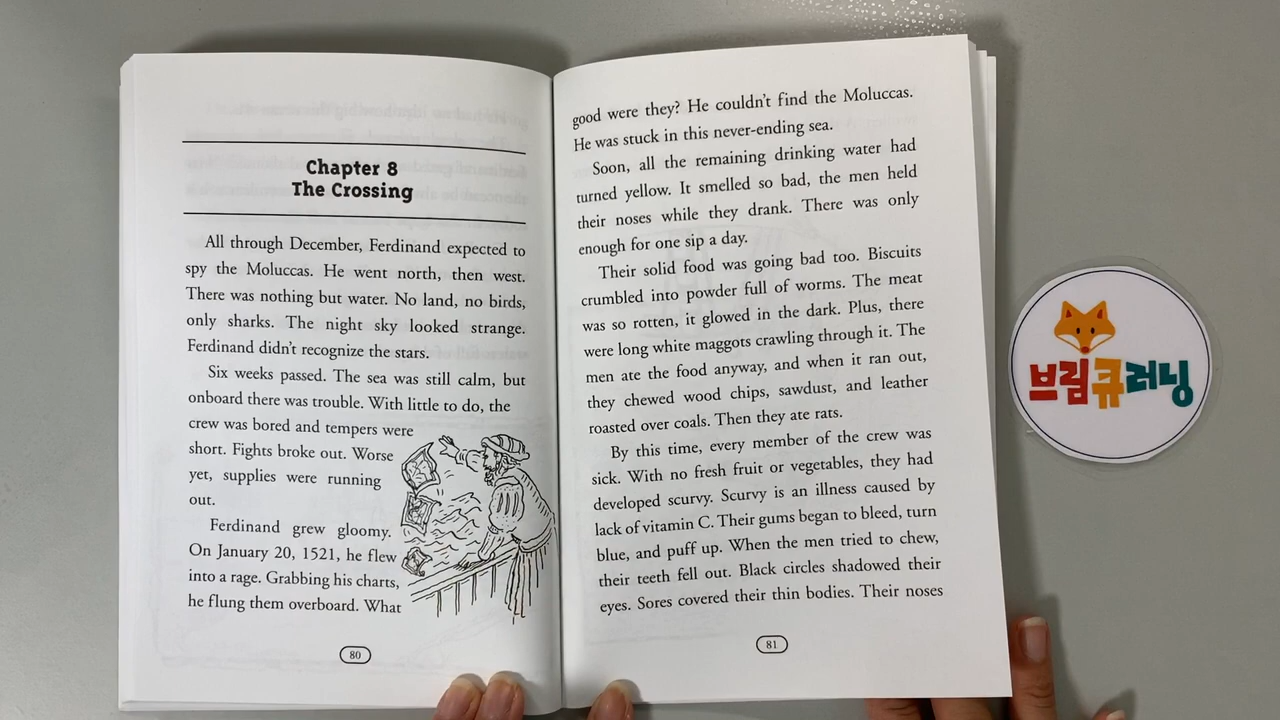 Chapter 8
The Crossing
All through December, Ferdinand expected to
spy the Moluccas. He went north, then west.
There was nothing but water. No land, no birds,
only sharks. The night sky looked strange.
Ferdinand didn't recognize the stars.
Six weeks passed. The sea was still calm, but
onboard there was trouble. With little to do, the
crew was bored and tempers were
short. Fights broke out. Worse
yet, supplies were running
out.
Ferdinand grew gloomy.
On January 20, 1521, he flew
into a rage. Grabbing his charts,
he flung them overboard. What
80
good were they? He couldn't find the Moluccas.
He was stuck in this never-ending sea.
Soon, all the remaining drinking water had
turned yellow. It smelled so bad, the men held
their noses while they drank. There was only
enough for one sip a day.
Their solid food was going bad too. Biscuits
crumbled into powder full of worms. The meat
was so rotten, it glowed in the dark. Plus, there
were long white maggots crawling through it. The
men ate the food anyway, and when it ran out,
they chewed wood chips, sawdust, and leather
roasted over coals. Then they ate rats.
By this time, every member of the crew was
sick. With no fresh fruit or vegetables, they had
developed scurvy. Scurvy is an illness caused by
lack of vitamin C. Their gums began to bleed, turn
blue, and puff up. When the men tried to chew,
their teeth fell out. Black circles shadowed their
eyes. Sores covered their thin bodies. Their noses
81
브림큐러닝